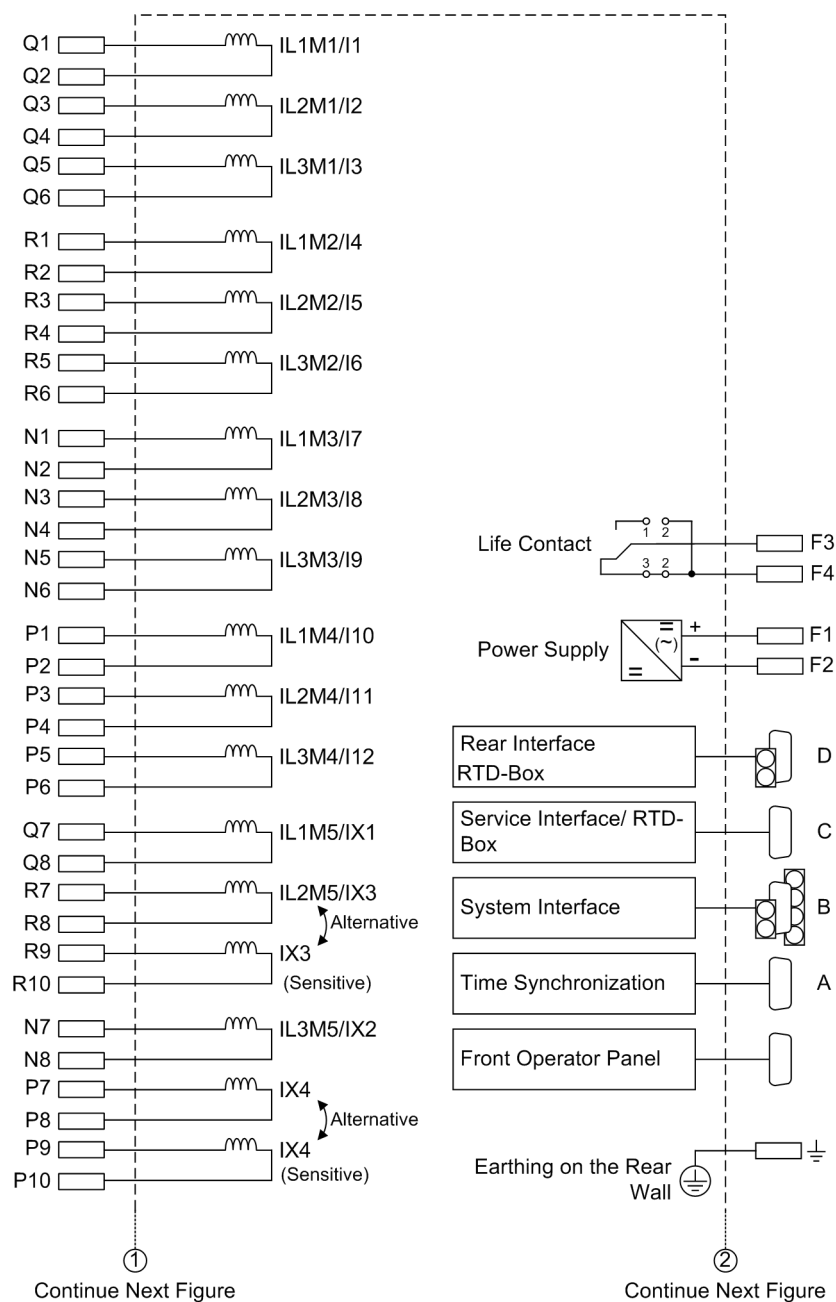 Q1 IL1M1/I1
Q2
Q3 IL2M1/I2
Q4
Q5 IL3M1/I3
Q6
R1 IL1M2/I4
R2
R3 IL2M2/I5
R4
R5 IL3M2/I6
R6
N1 IL1M3/I7
N2
N3 IL2M3/I8
N4
N5 IL3M3/I9
N6
P1 IL1M4/I10
P2
P3 IL2M4/I11
P4
P5 IL3M4/I12
P6
Q7 IL1M5/IX1
Q8
R7 IL2M5/IX3
R8 Alternative
R9 IX3
R10 (Sensitive)
N7 IL3M5/IX2
N8
P7 IX4
P8 Alternative
P9 IX4
P10 (Sensitive)
1
Continue Next Figure
Life Contact
1 2
3 2
F3
F4
Power Supply
= (~) =
+ F1
- F2
Rear Interface
RTD-Box
D
Service Interface/ RTD-
Box
C
System Interface B
Time Synchronization A
Front Operator Panel
Earthing on the Rear
Wall
2
Continue Next Figure